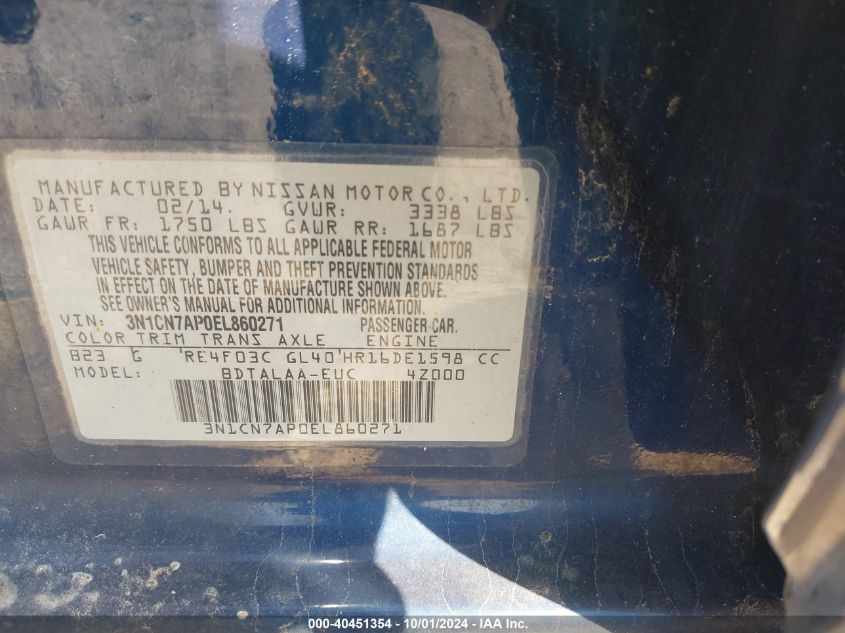 MANUFACTURED BY NISSAN MOTOR CO., LTD.
DATE: 02/14. GVWR: 3338 LBS
GAWR FR: 1750 LBS GAWR RR: 1687 LBS
THIS VEHICLE CONFORMS TO ALL APPLICABLE FEDERAL MOTOR
VEHICLE SAFETY, BUMPER AND THEFT PREVENTION STANDARDS
IN EFFECT ON THE DATE OF MANUFACTURE SHOWN ABOVE.
SEE OWNER'S MANUAL FOR ADDITIONAL INFORMATION.
VIN: 3N1CN7AP0EL860271 PASSENGER CAR.
COLOR TRIM TRANS AXLE ENGINE
B23 G 'RE4F03C GL40'HR16DE1598 CC
MODEL: BDTALAA-EUC 4Z000
3N1CN7AP0EL860271
000-40451354 - 10/01/2024 - IAA Inc.